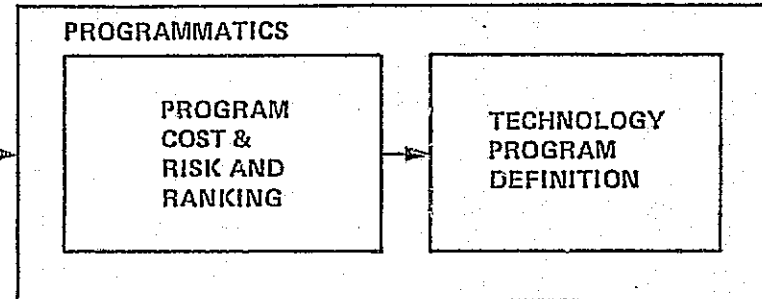 PROGRAMMATICS
PROGRAM
COST &
RISK AND
RANKING
TECHNOLOGY
PROGRAM
DEFINITION